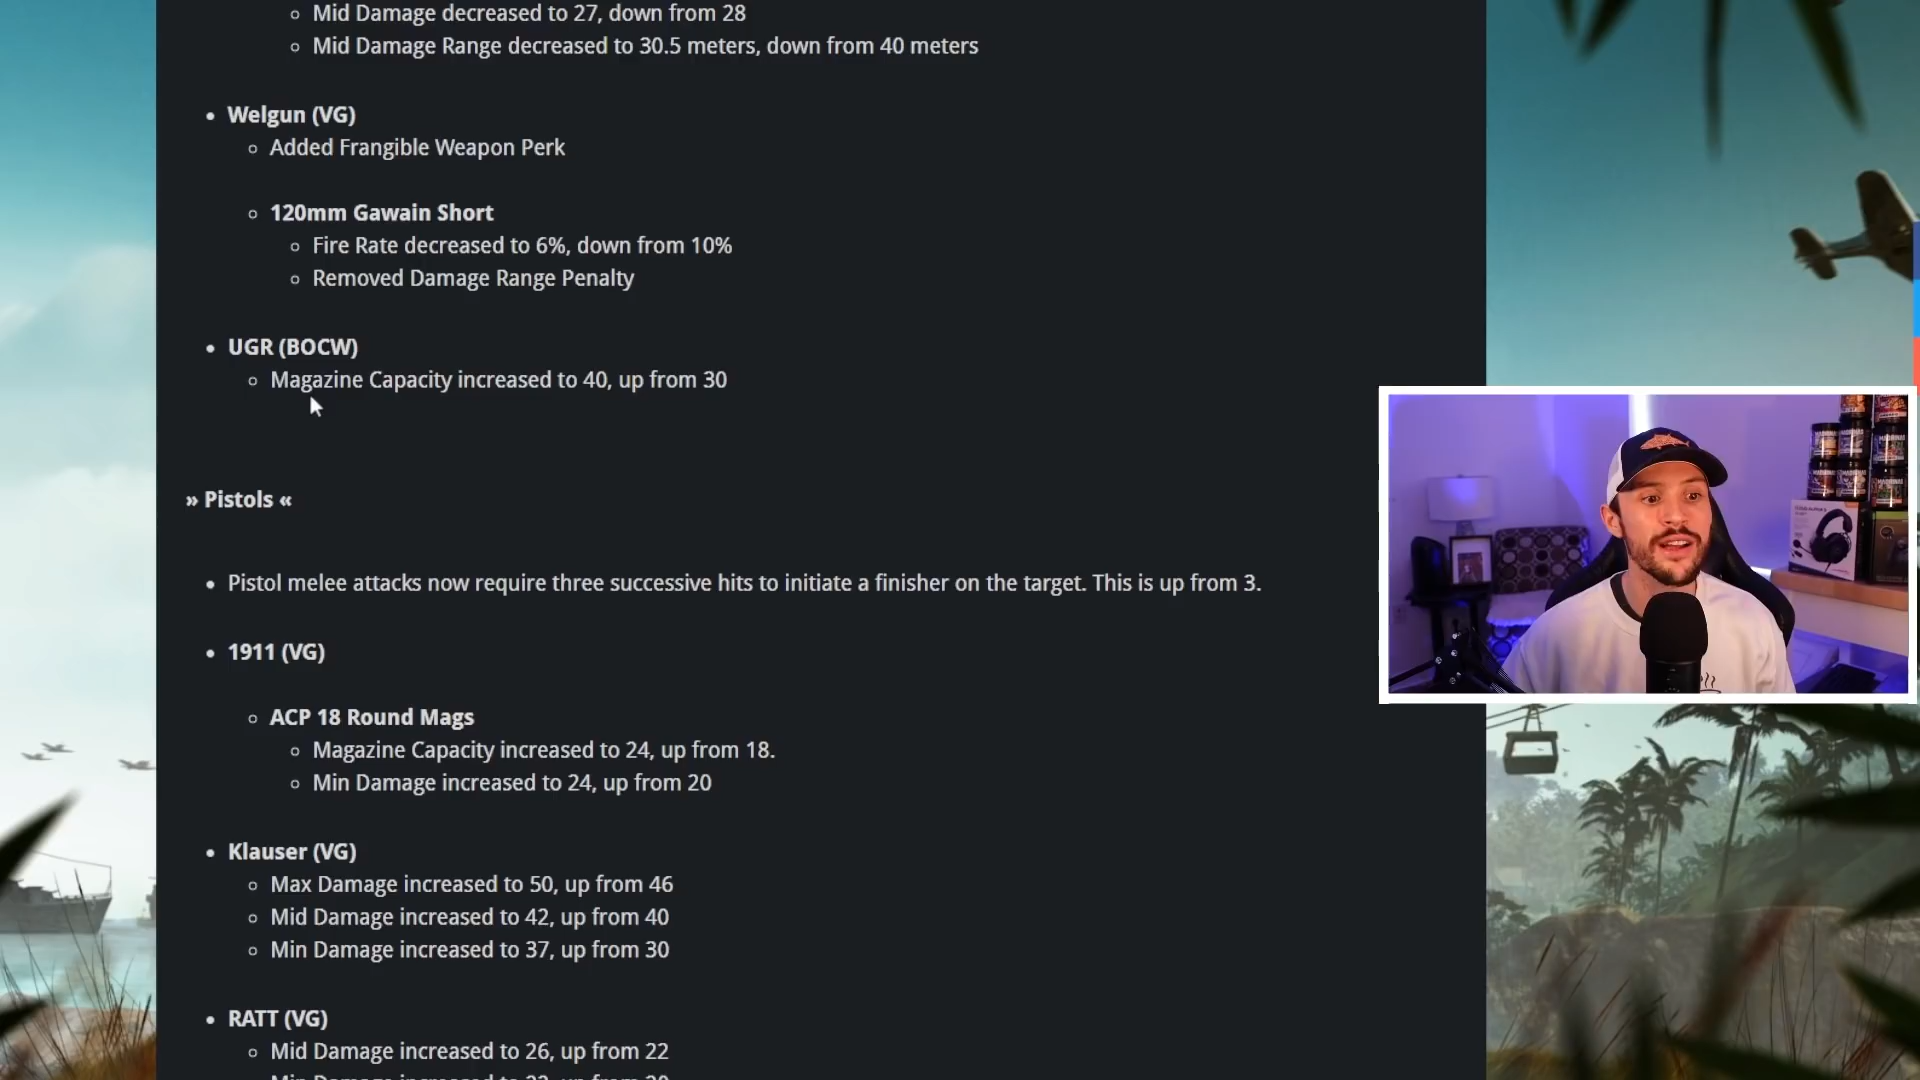 Mid Damage decreased to 27, down from 28
Mid Damage Range decreased to 30.5 meters, down from 40 meters
Welgun (VG)
Added Frangible Weapon Perk
120mm Gawain Short
Fire Rate decreased to 6%, down from 10%
Removed Damage Range Penalty
UGR (BOCW)
Magazine Capacity increased to 40, up from 30
» Pistols «
Pistol melee attacks now require three successive hits to initiate a finisher on the target. This is up from 3.
1911 (VG)
ACP 18 Round Mags
Magazine Capacity increased to 24, up from 18.
Min Damage increased to 24, up from 20
Klauser (VG)
Max Damage increased to 50, up from 46
Mid Damage increased to 42, up from 40
Min Damage increased to 37, up from 30
RATT (VG)
Mid Damage increased to 26, up from 22